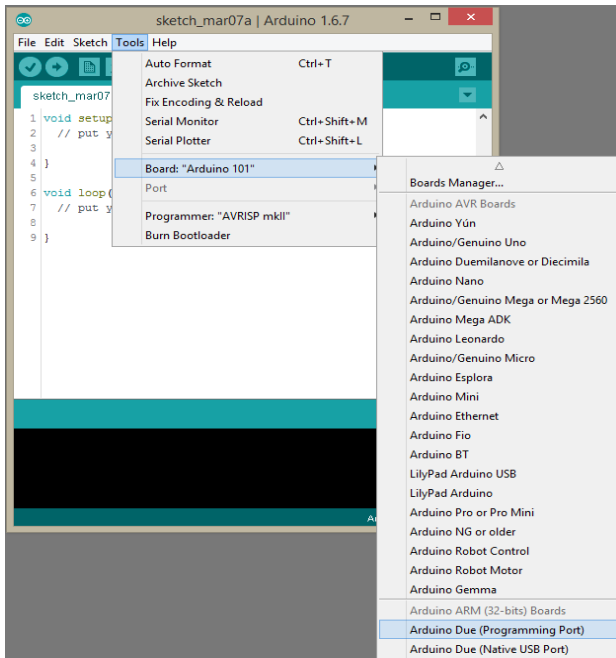 sketch_mar07a | Arduino 1.6.7
File Edit Sketch Tools Help
sketch_mar07
1 void setup
2 // put y
3
4 }
5
6 void loop(
7 // put y
8
9 }
Auto Format Ctrl+T
Archive Sketch
Fix Encoding & Reload
Serial Monitor Ctrl+Shift+M
Serial Plotter Ctrl+Shift+L
Board: "Arduino 101"
Port
Programmer: "AVRISP mkII"
Burn Bootloader
Boards Manager...
Arduino AVR Boards
Arduino Yún
Arduino/Genuino Uno
Arduino Duemilanove or Diecimila
Arduino Nano
Arduino/Genuino Mega or Mega 2560
Arduino Mega ADK
Arduino Leonardo
Arduino/Genuino Micro
Arduino Esplora
Arduino Mini
Arduino Ethernet
Arduino Fio
Arduino BT
LilyPad Arduino USB
LilyPad Arduino
Arduino Pro or Pro Mini
Arduino NG or older
Arduino Robot Control
Arduino Robot Motor
Arduino Gemma
Arduino ARM (32-bits) Boards
Arduino Due (Programming Port)
Arduino Due (Native USB Port)